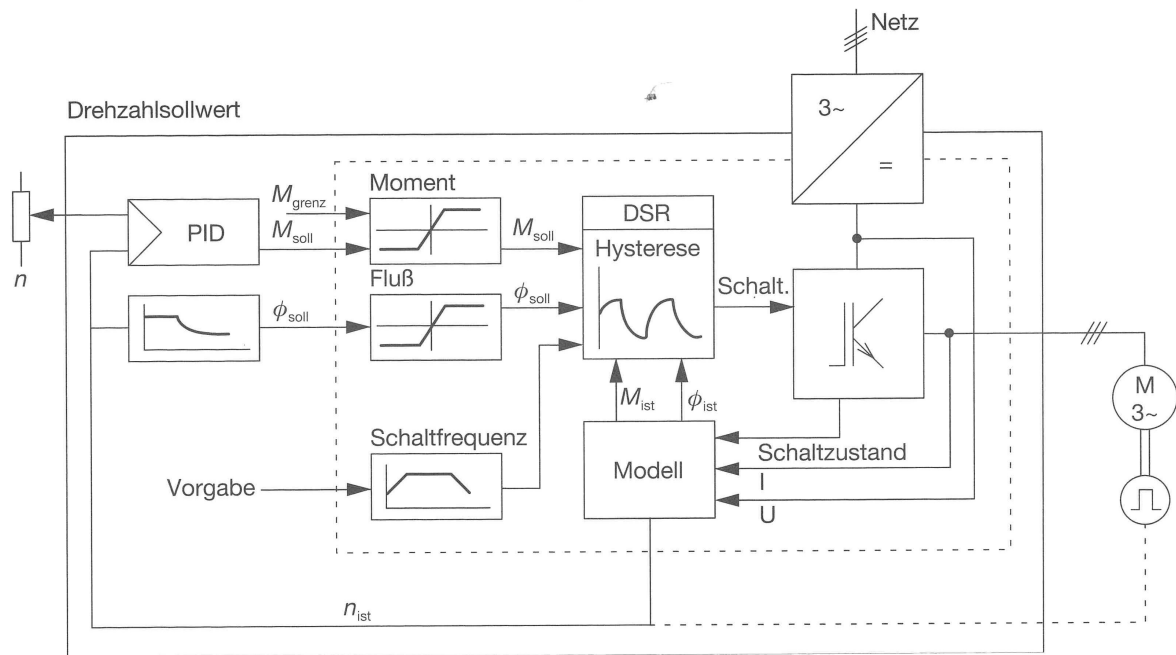 Netz
3~
=
Drehzahlsollwert
n
PID
M grenz
M soll
Moment
M soll
DSR
Hysterese
ϕ soll
Fluß
ϕ soll
Schalt.
M
3~
M ist
ϕ ist
Schaltfrequenz
Vorgabe
Modell
Schaltzustand
I
U
n ist